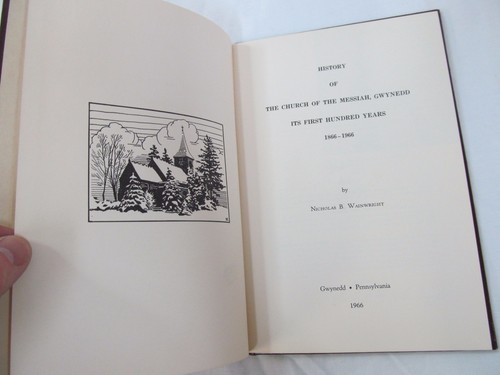 HISTORY
OF
THE CHURCH OF THE MESSIAH, GWYNEDD
ITS FIRST HUNDRED YEARS
1866–1966
by
NICHOLAS B. WAINWRIGHT
Gwynedd • Pennsylvania
1966